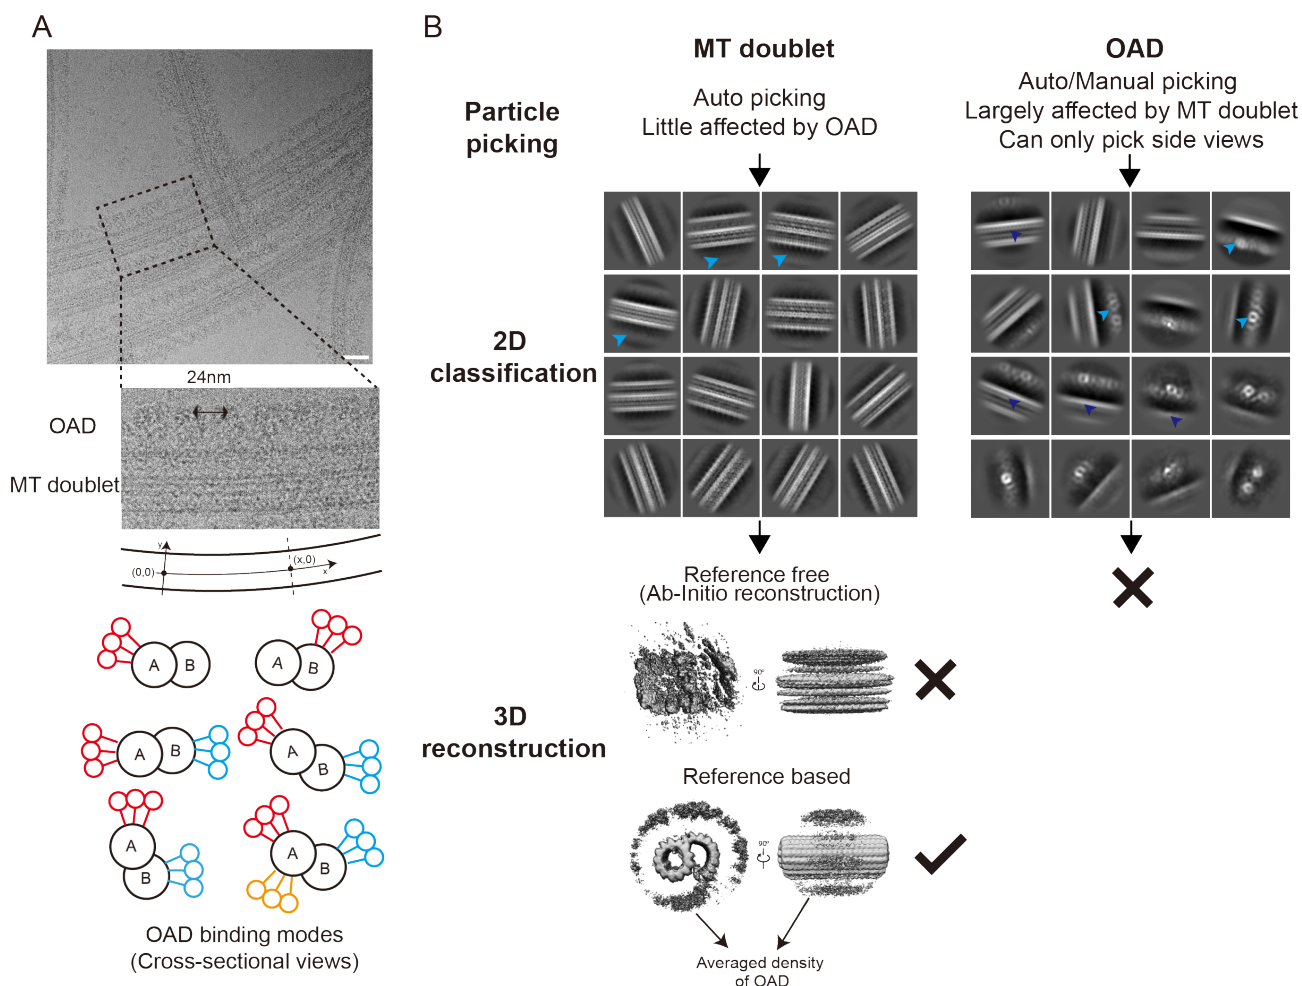 A
24nm
OAD
MT doublet
y
(0,0)
(x,0)
x
A B
A B
A B
A B
A B
A B
OAD binding modes
(Cross-sectional views)
B
MT doublet
OAD
Particle
picking
Auto picking
Little affected by OAD
Auto/Manual picking
Largely affected by MT doublet
Can only pick side views
2D
classification
3D
reconstruction
Reference free
(Ab-Initio reconstruction)
90°
Reference based
90°
Averaged density
of OAD